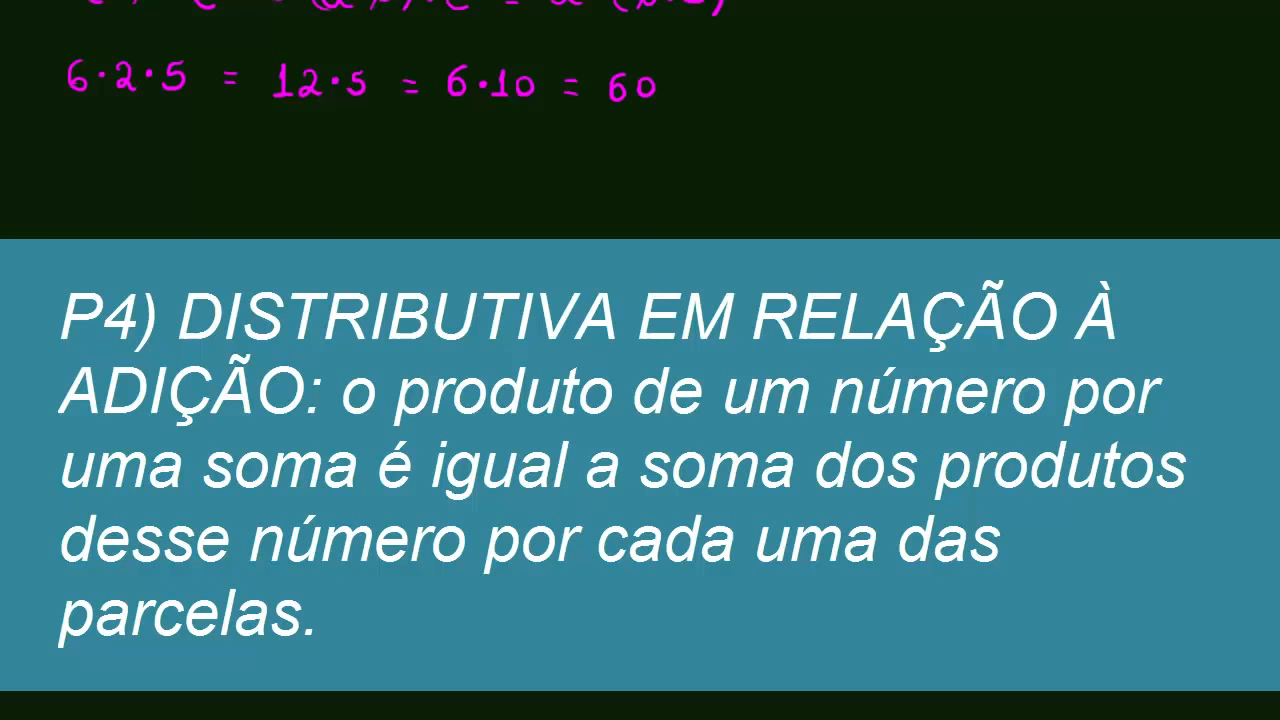 6·2·5 = 12·5 = 6·10 = 60
P4) DISTRIBUTIVA EM RELAÇÃO À
ADIÇÃO: o produto de um número por
uma soma é igual a soma dos produtos
desse número por cada uma das
parcelas.